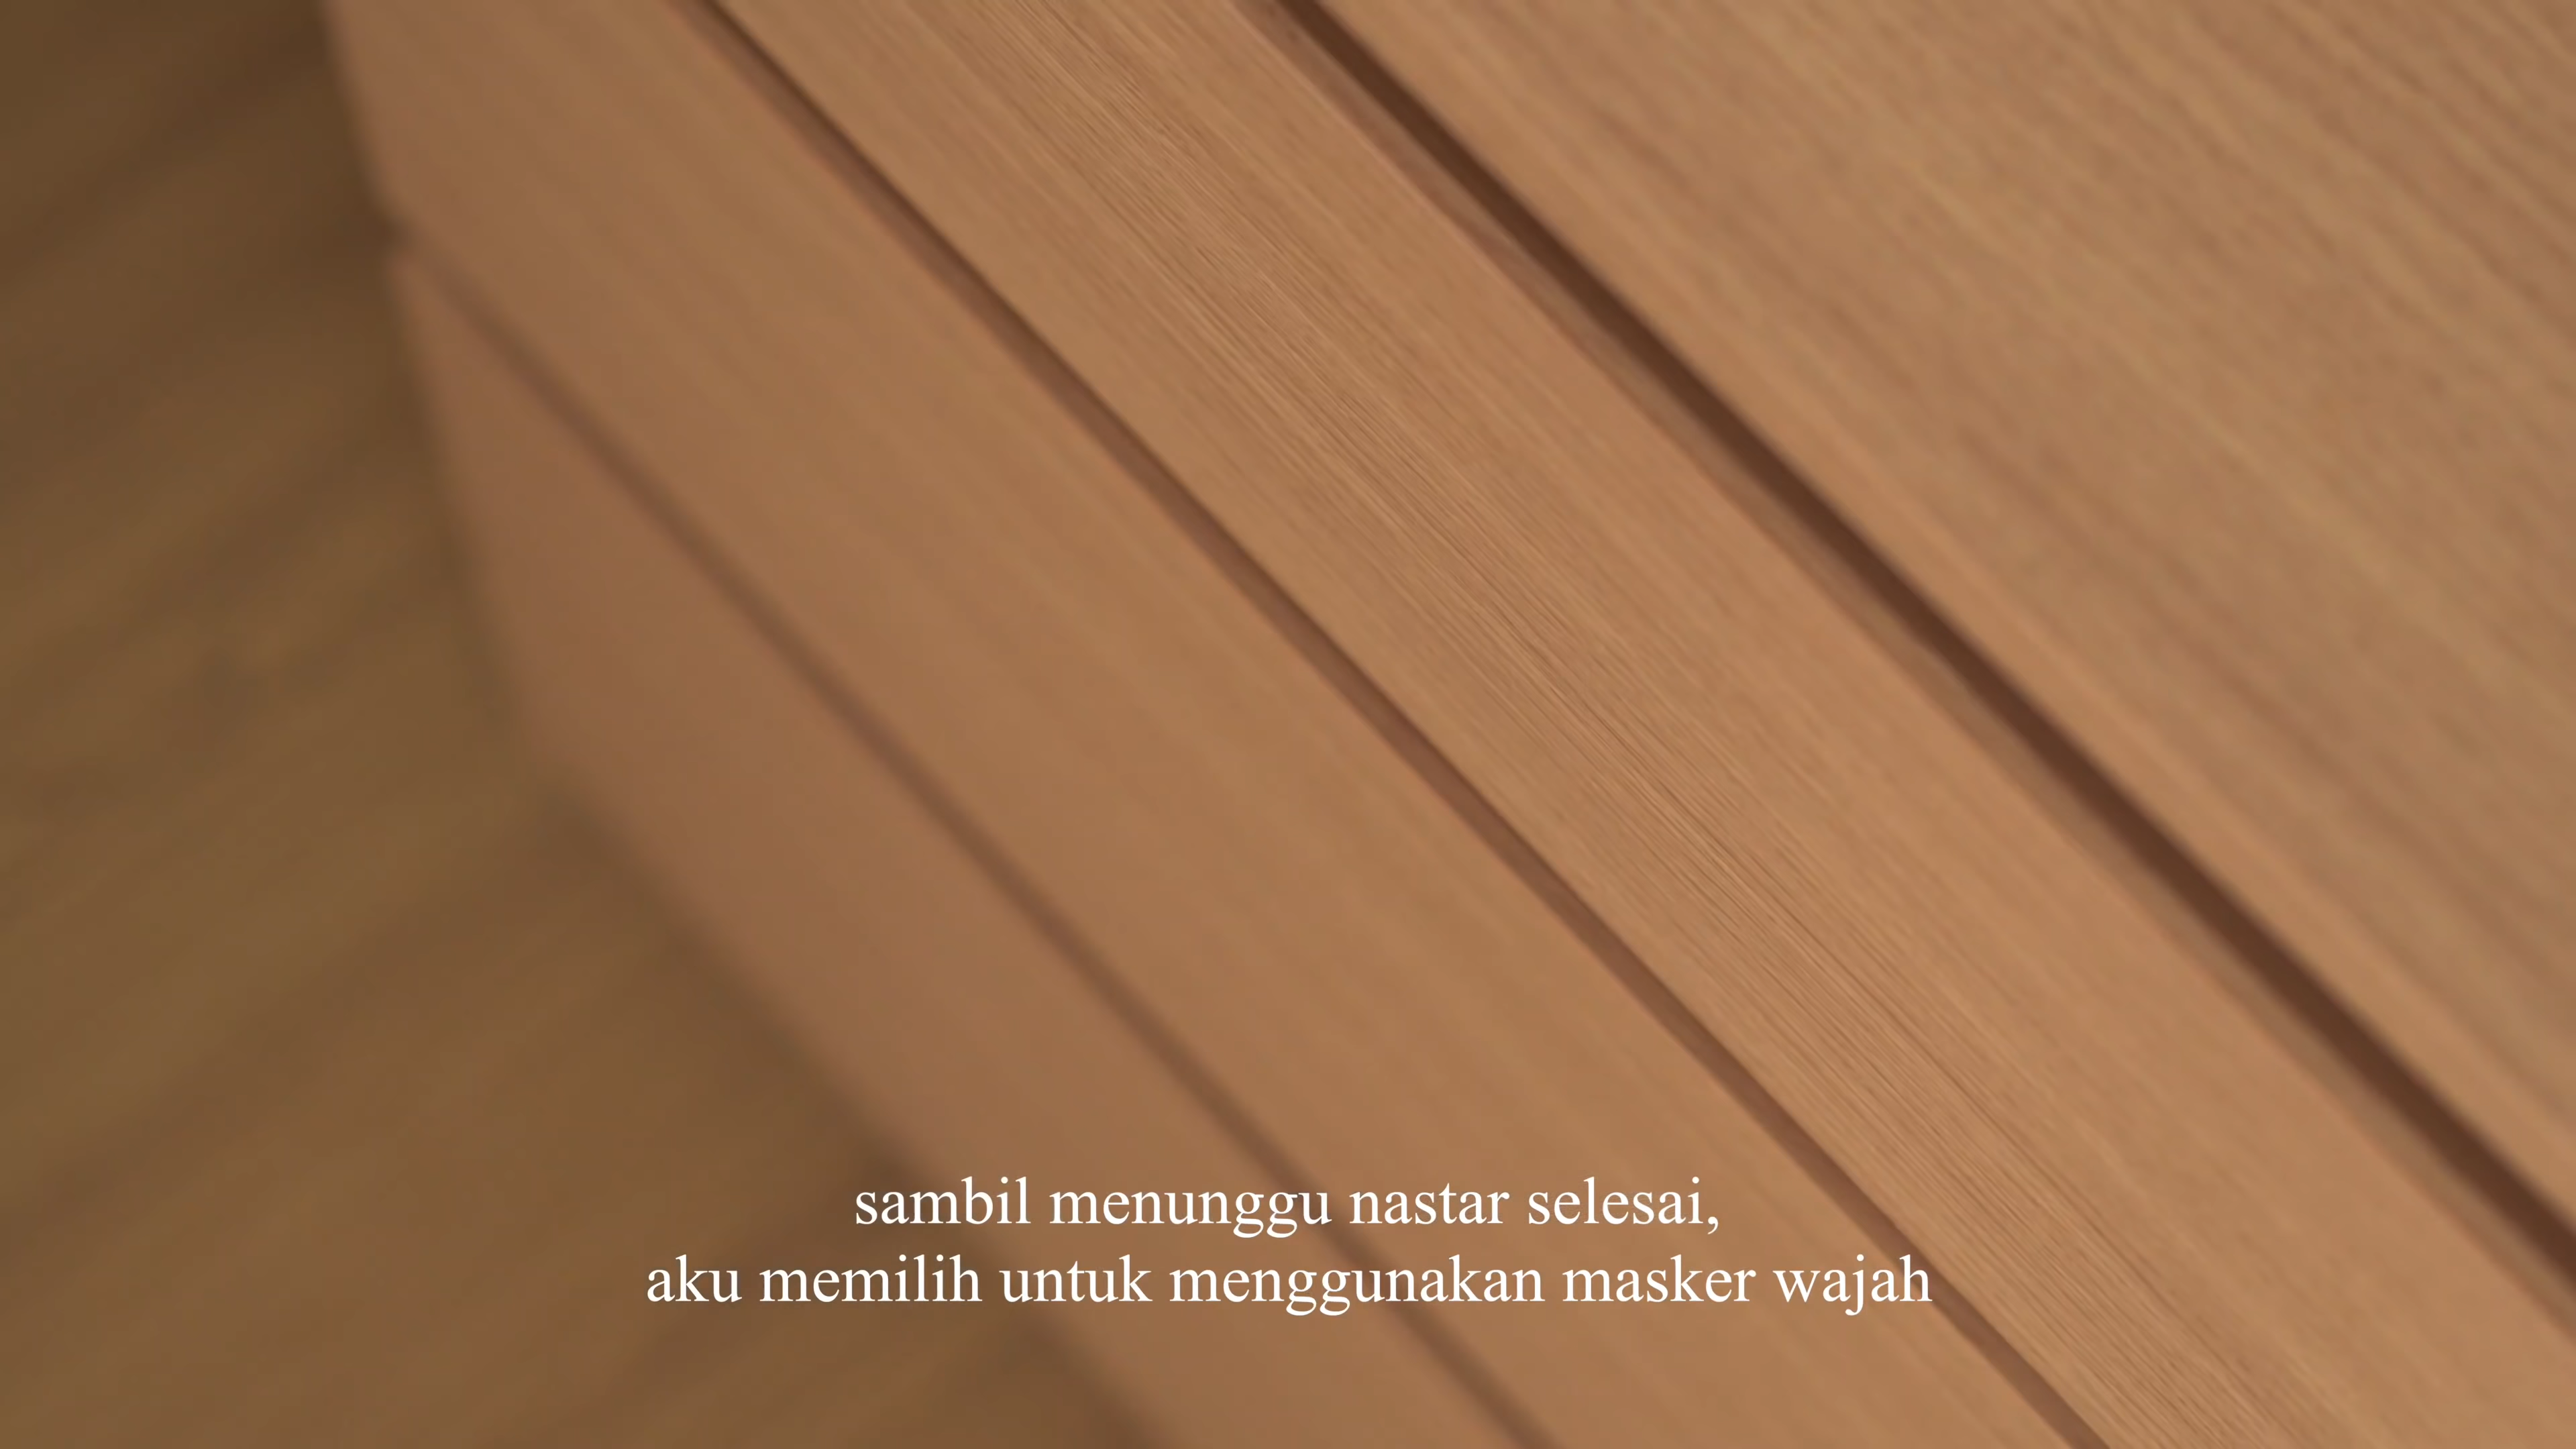 sambil menunggu nastar selesai,
aku memilih untuk menggunakan masker wajah